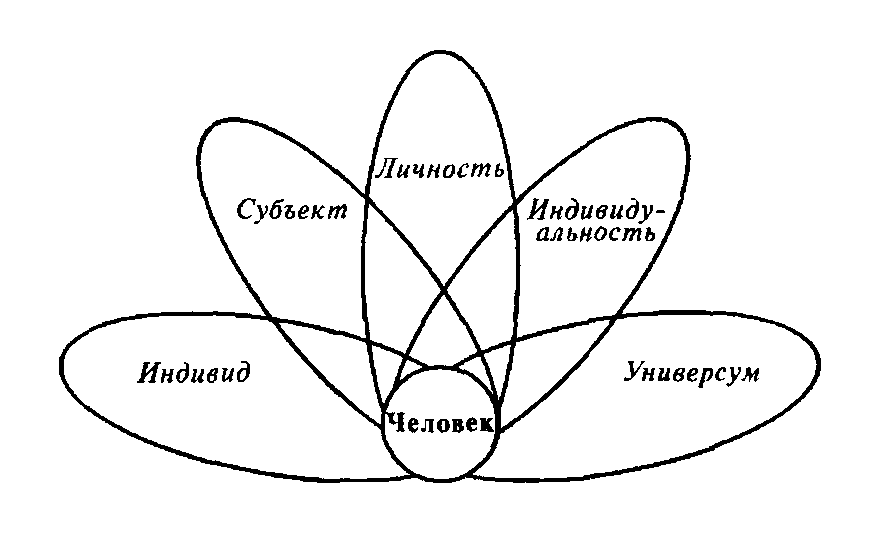 Личность
Субъект
Индивиду-
альность
Индивид
Универсум
Человек